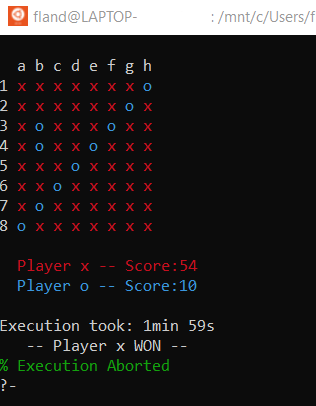 fland@LAPTOP- : /mnt/c/Users/f
a b c d e f g h
1 x x x x x x x o
2 x x x x x x o x
3 x o x x x o x x
4 x o x x o x x x
5 x x x o x x x x
6 x x o x x x x x
7 x o x x x x x x
8 o x x x x x x x
Player x -- Score:54
Player o -- Score:10
Execution took: 1min 59s
-- Player x WON --
% Execution Aborted
?-